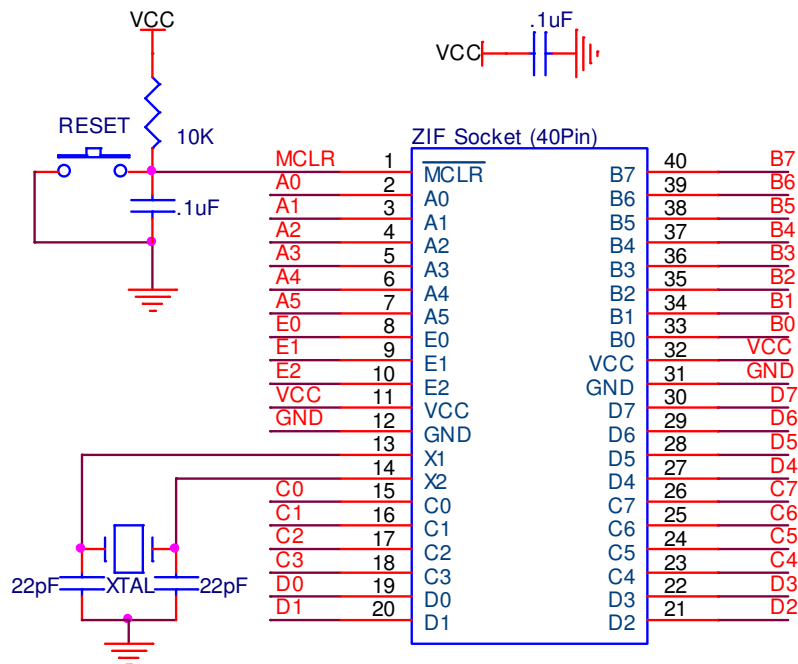 VCC
.1uF
VCC
RESET
10K
.1uF
ZIF Socket (40Pin)
MCLR 1 MCLR B7 40 B7
A0 2 A0 B6 39 B6
A1 3 A1 B5 38 B5
A2 4 A2 B4 37 B4
A3 5 A3 B3 36 B3
A4 6 A4 B2 35 B2
A5 7 A5 B1 34 B1
E0 8 E0 B0 33 B0
E1 9 E1 VCC 32 VCC
E2 10 E2 GND 31 GND
VCC 11 VCC D7 30 D7
GND 12 GND D6 29 D6
13 X1 D5 28 D5
14 X2 D4 27 D4
C0 15 C0 C7 26 C7
C1 16 C1 C6 25 C6
C2 17 C2 C5 24 C5
C3 18 C3 C4 23 C4
D0 19 D0 D3 22 D3
D1 20 D1 D2 21 D2
22pF XTAL 22pF